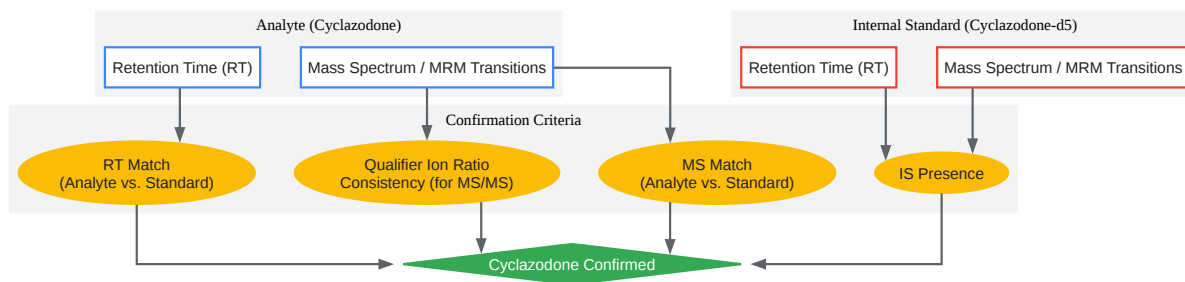 Analyte (Cyclazodone)
Internal Standard (Cyclazodone-d5)
Retention Time (RT)
Mass Spectrum / MRM Transitions
Retention Time (RT)
Mass Spectrum / MRM Transitions
Confirmation Criteria
RT Match
(Analyte vs. Standard)
Qualifier Ion Ratio
Consistency (for MS/MS)
MS Match
(Analyte vs. Standard)
IS Presence
Cyclazodone Confirmed